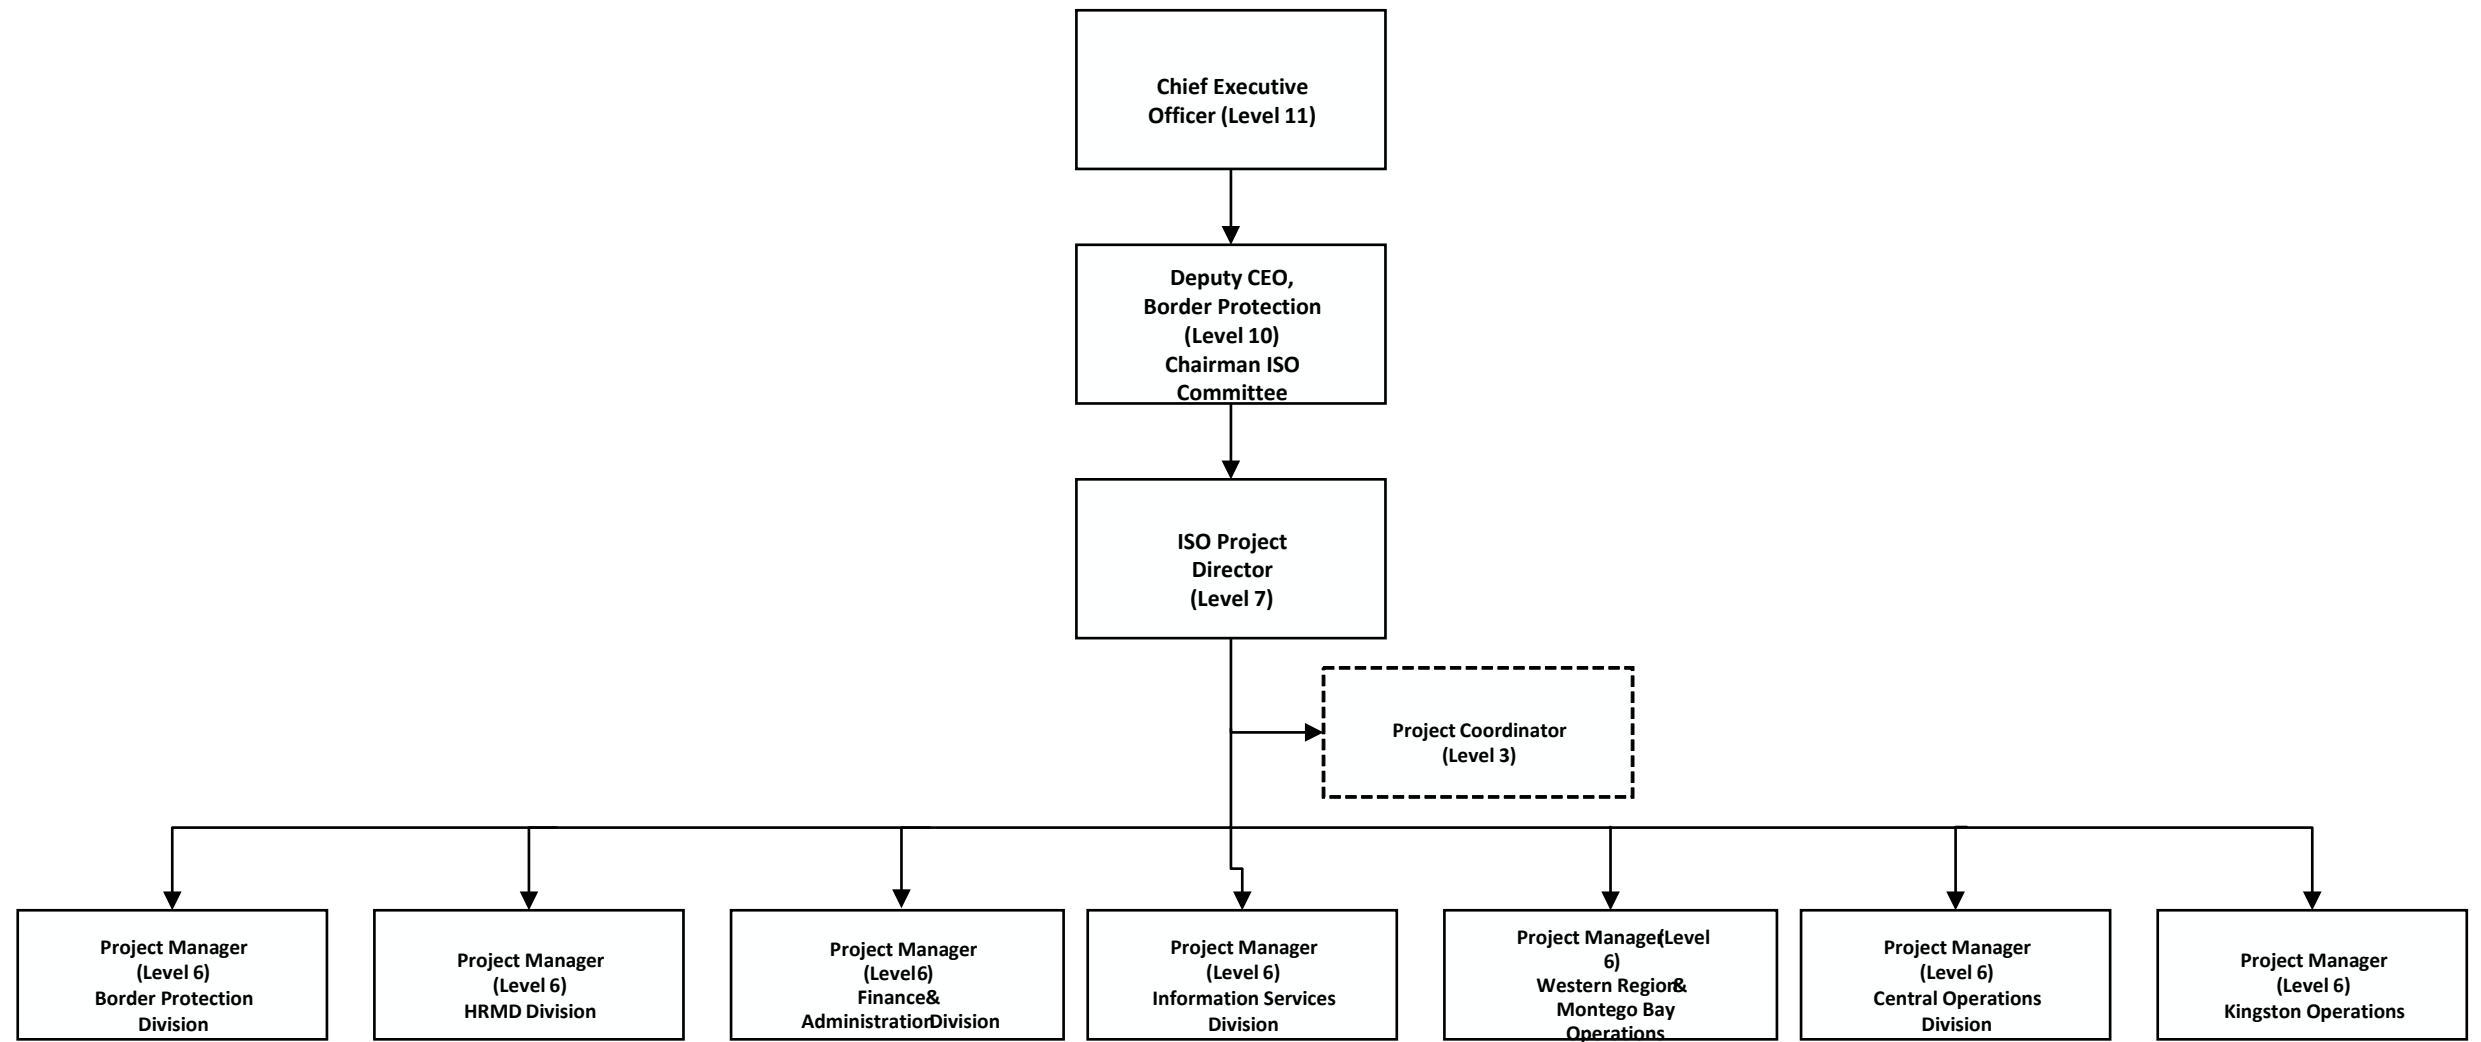 Chief Executive
Officer (Level 11)
Deputy CEO,
Border Protection
(Level 10)
Chairman ISO
Committee
ISO Project
Director
(Level 7)
Project Coordinator
(Level 3)
Project Manager
(Level 6)
Border Protection
Division
Project Manager
(Level 6)
HRMD Division
Project Manager
(Level6)
Finance&
AdministrationDivision
Project Manager
(Level 6)
Information Services
Division
Project Manager(Level
6)
Western Region&
Montego Bay
Operations
Project Manager
(Level 6)
Central Operations
Division
Project Manager
(Level 6)
Kingston Operations